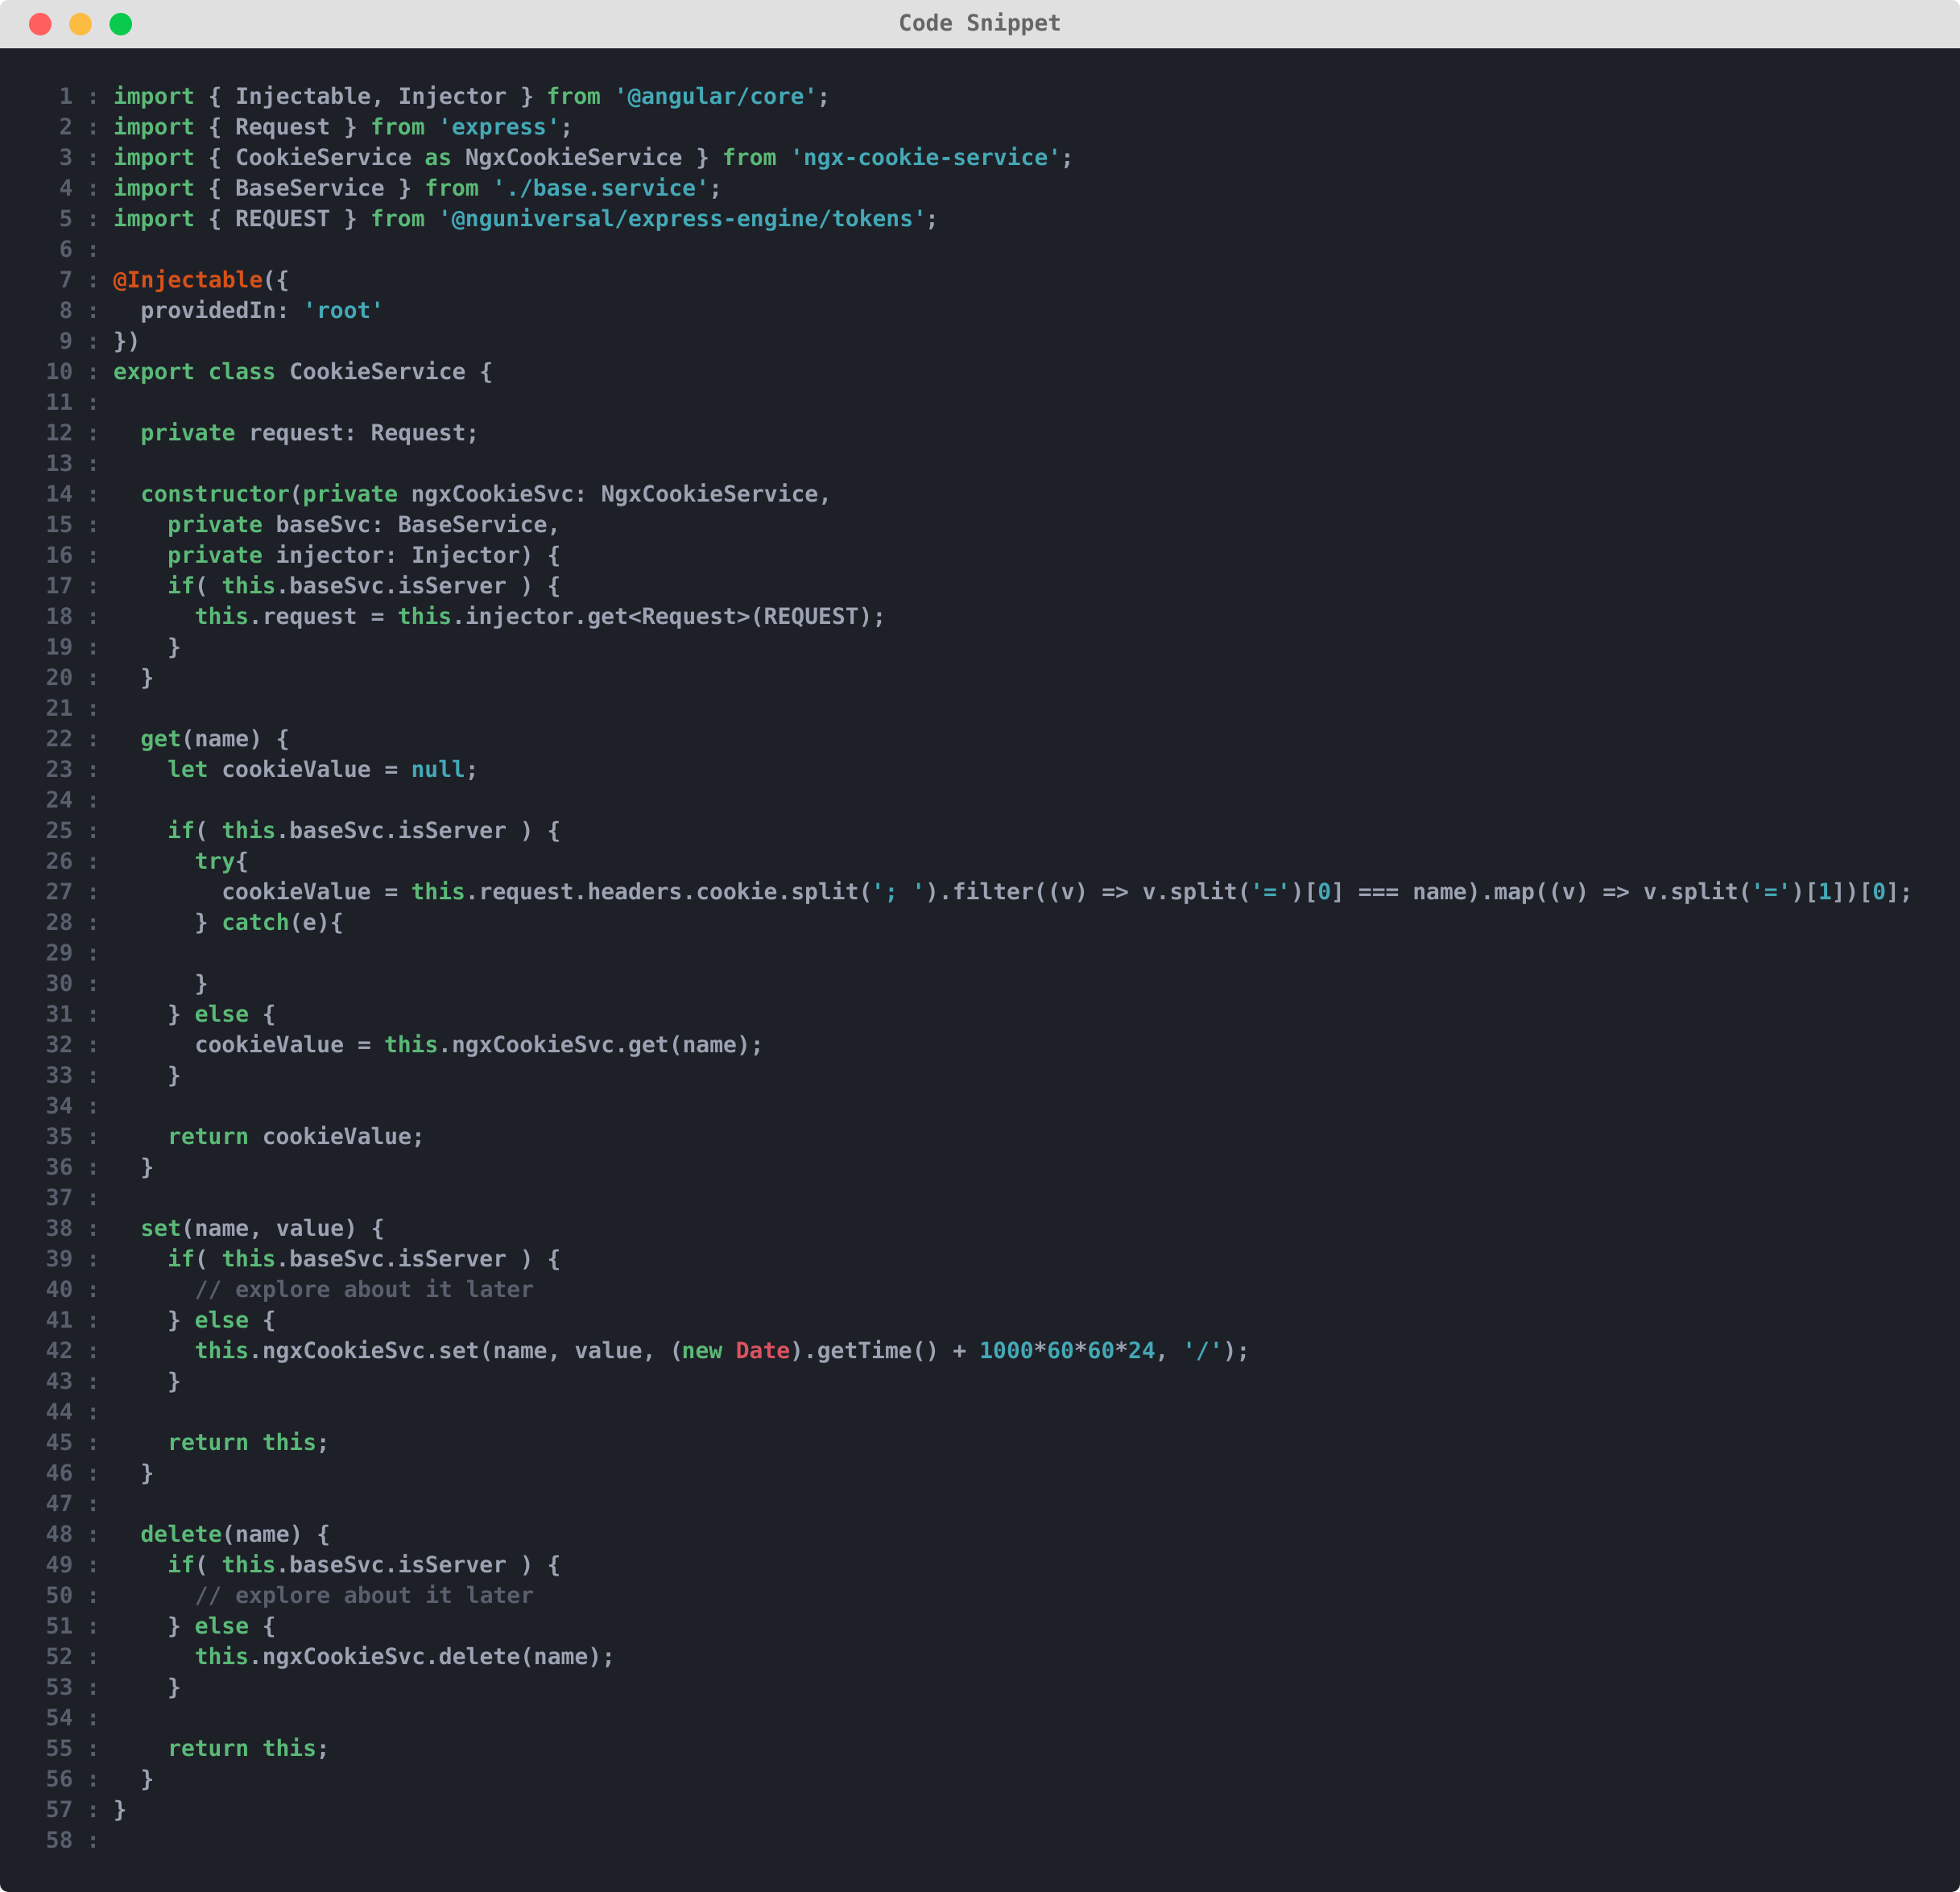 Code Snippet
1 : import { Injectable, Injector } from '@angular/core';
2 : import { Request } from 'express';
3 : import { CookieService as NgxCookieService } from 'ngx-cookie-service';
4 : import { BaseService } from './base.service';
5 : import { REQUEST } from '@nguniversal/express-engine/tokens';
6 :
7 : @Injectable({
8 :   providedIn: 'root'
9 : })
10 : export class CookieService {
11 :
12 :   private request: Request;
13 :
14 :   constructor(private ngxCookieSvc: NgxCookieService,
15 :     private baseSvc: BaseService,
16 :     private injector: Injector) {
17 :     if( this.baseSvc.isServer ) {
18 :       this.request = this.injector.get<Request>(REQUEST);
19 :     }
20 :   }
21 :
22 :   get(name) {
23 :     let cookieValue = null;
24 :
25 :     if( this.baseSvc.isServer ) {
26 :       try{
27 :         cookieValue = this.request.headers.cookie.split('; ').filter((v) => v.split('=')[0] === name).map((v) => v.split('=')[1])[0];
28 :       } catch(e){
29 :
30 :       }
31 :     } else {
32 :       cookieValue = this.ngxCookieSvc.get(name);
33 :     }
34 :
35 :     return cookieValue;
36 :   }
37 :
38 :   set(name, value) {
39 :     if( this.baseSvc.isServer ) {
40 :       // explore about it later
41 :     } else {
42 :       this.ngxCookieSvc.set(name, value, (new Date).getTime() + 1000*60*60*24, '/');
43 :     }
44 :
45 :     return this;
46 :   }
47 :
48 :   delete(name) {
49 :     if( this.baseSvc.isServer ) {
50 :       // explore about it later
51 :     } else {
52 :       this.ngxCookieSvc.delete(name);
53 :     }
54 :
55 :     return this;
56 :   }
57 : }
58 :